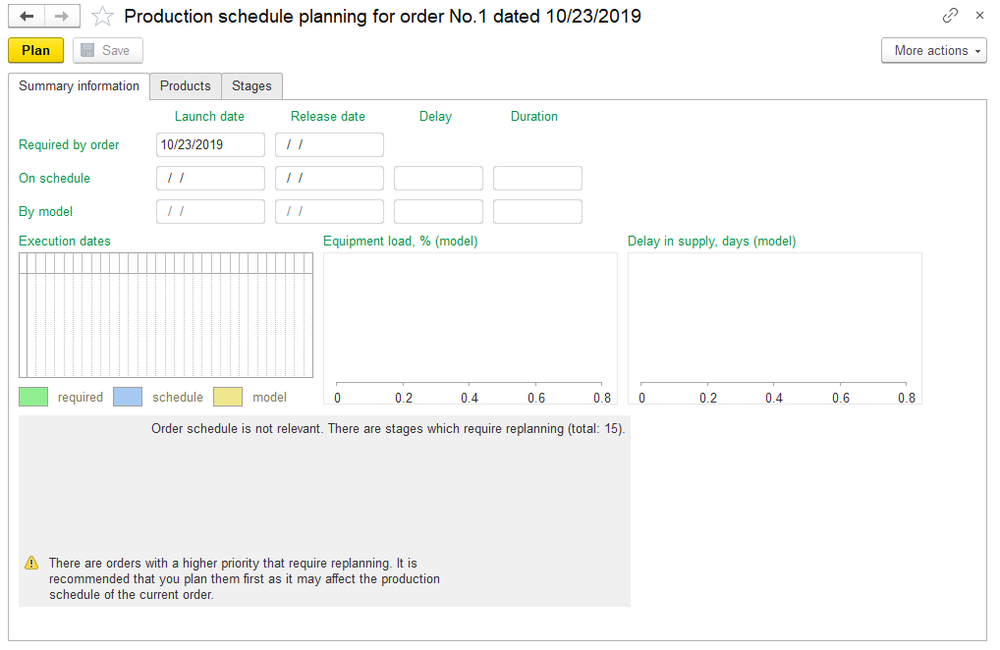 Production schedule planning for order No.1 dated 10/23/2019
Plan
Save
More actions
Summary information
Products
Stages
Launch date
Release date
Delay
Duration
Required by order
10/23/2019
/ /
On schedule
/ /
/ /
By model
/ /
/ /
Execution dates
Equipment load, % (model)
Delay in supply, days (model)
0
0.2
0.4
0.6
0.8
0
0.2
0.4
0.6
0.8
required
schedule
model
Order schedule is not relevant. There are stages which require replanning (total: 15).
There are orders with a higher priority that require replanning. It is
recommended that you plan them first as it may affect the production
schedule of the current order.